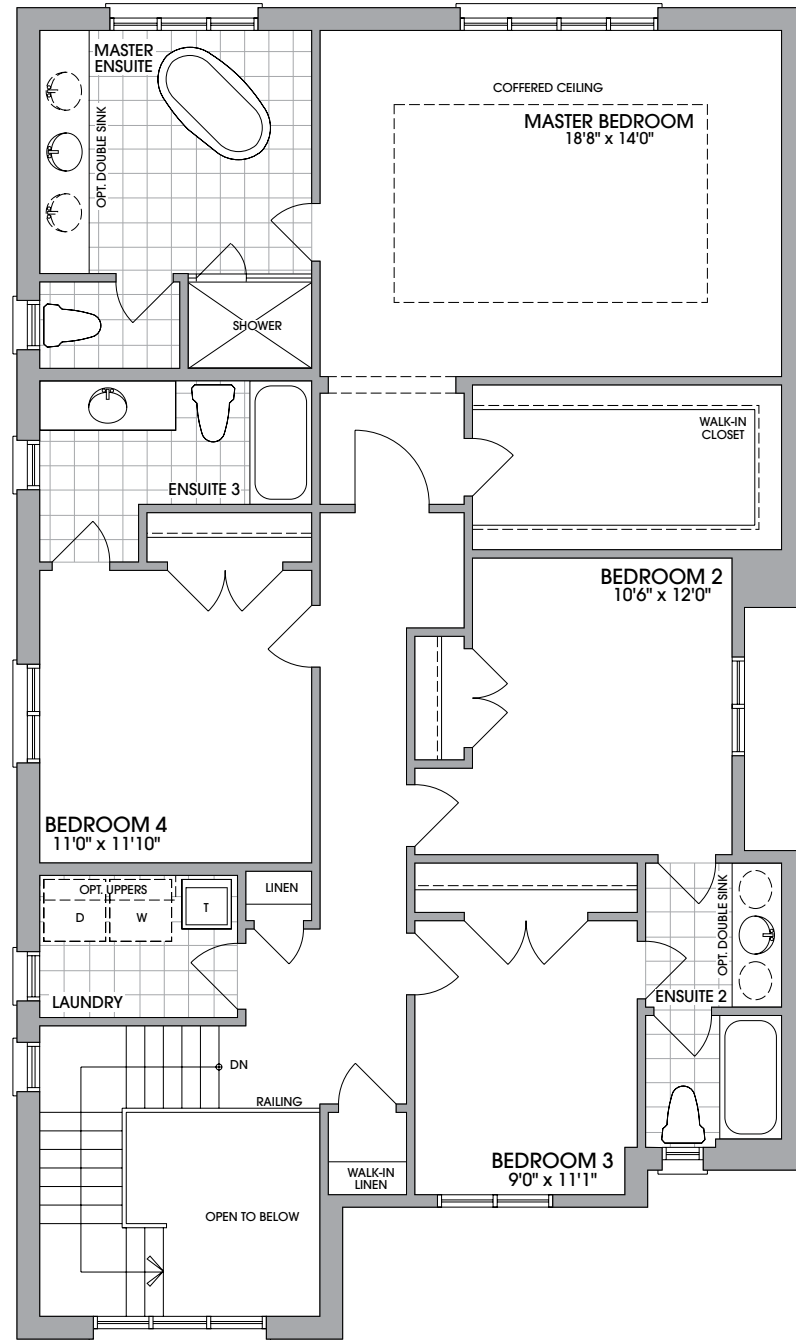 MASTER
ENSUITE
OPT. DOUBLE SINK
COFFERED CEILING
MASTER BEDROOM
18'8" x 14'0"
SHOWER
WALK-IN
CLOSET
ENSUITE 3
BEDROOM 2
10'6" x 12'0"
BEDROOM 4
11'0" x 11'10"
OPT. UPPERS
D
W
T
LINEN
LAUNDRY
OPT. DOUBLE SINK
ENSUITE 2
DN
RAILING
WALK-IN
LINEN
BEDROOM 3
9'0" x 11'1"
OPEN TO BELOW